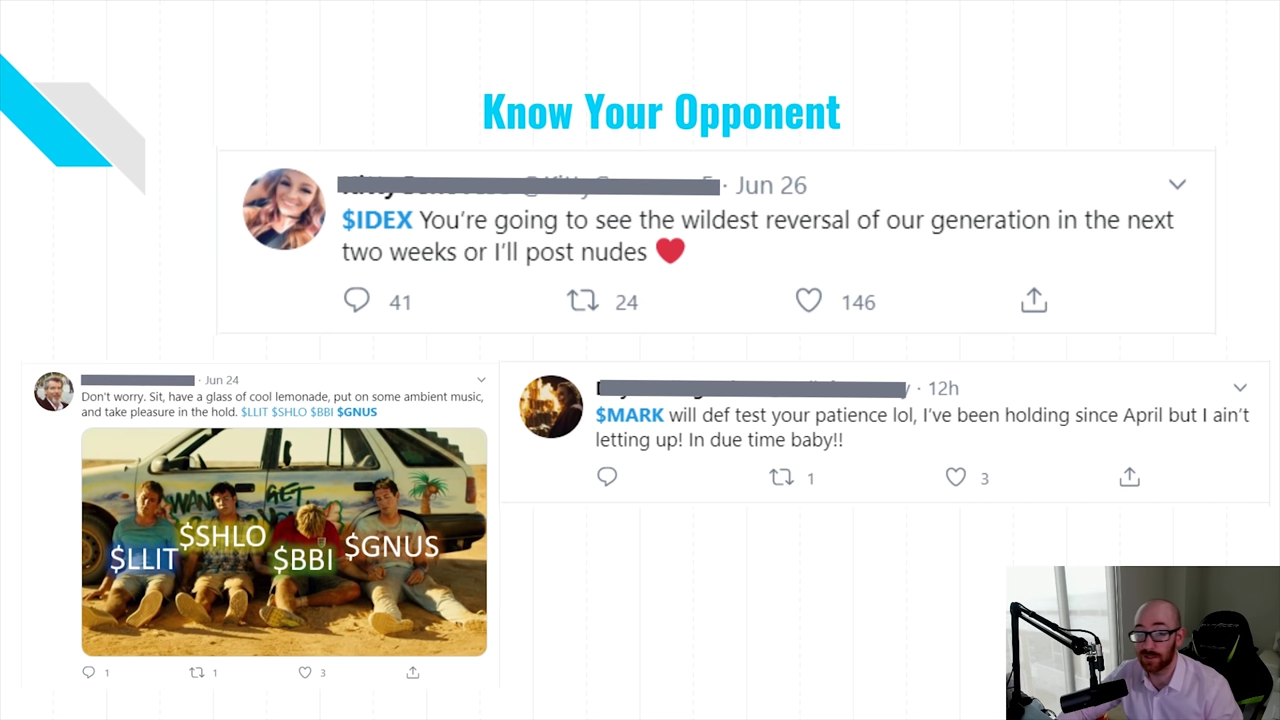 Know Your Opponent
· Jun 26
$IDEX You're going to see the wildest reversal of our generation in the next
two weeks or I'll post nudes
41 24 146
· Jun 24
Don't worry. Sit, have a glass of cool lemonade, put on some ambient music,
and take pleasure in the hold. $LLIT $SHLO $BBI $GNUS
WANT GET
$LLIT $SHLO $BBI $GNUS
1 1 3
· 12h
$MARK will def test your patience lol, I've been holding since April but I ain't
letting up! In due time baby!!
1 3